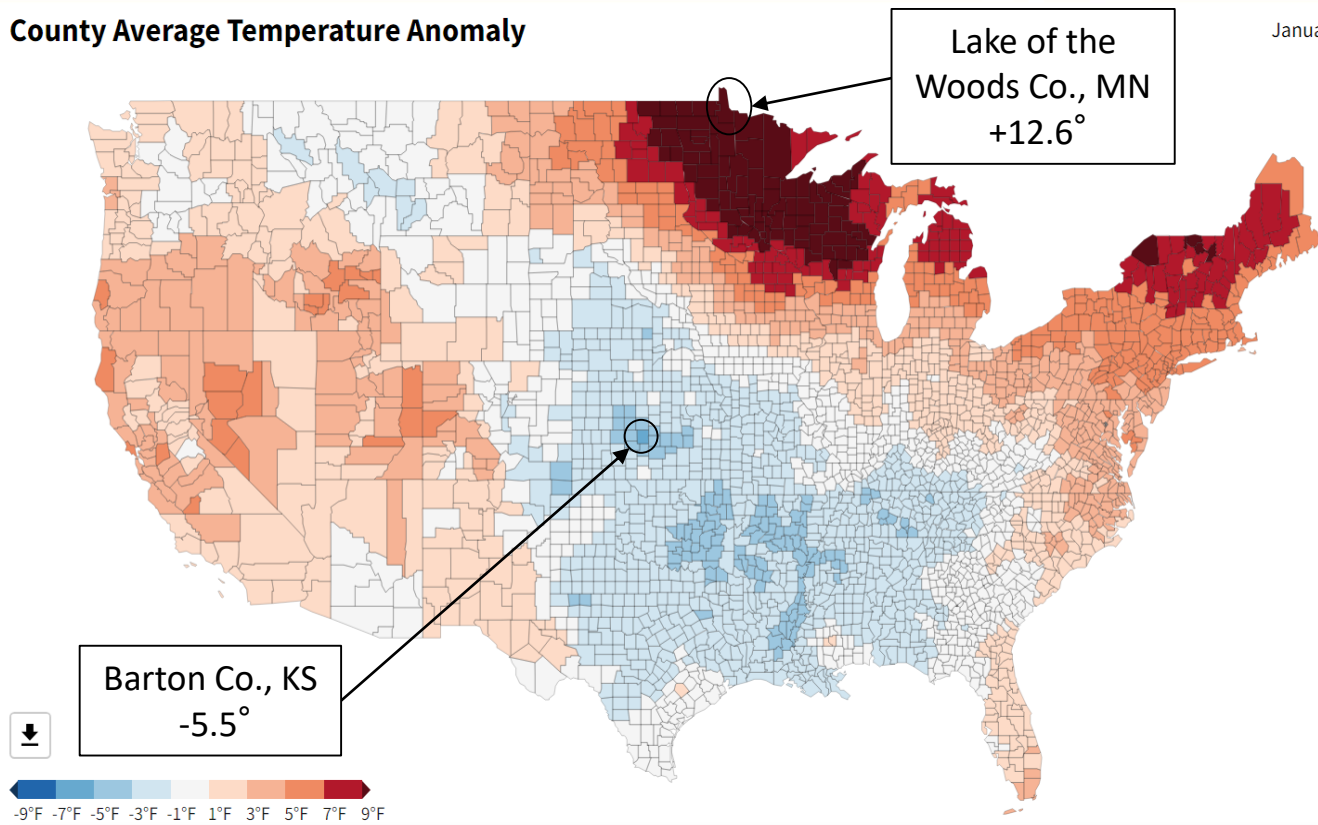 County Average Temperature Anomaly
Janua
Lake of the
Woods Co., MN
+12.6°
Barton Co., KS
-5.5°
-9°F -7°F -5°F -3°F -1°F 1°F 3°F 5°F 7°F 9°F